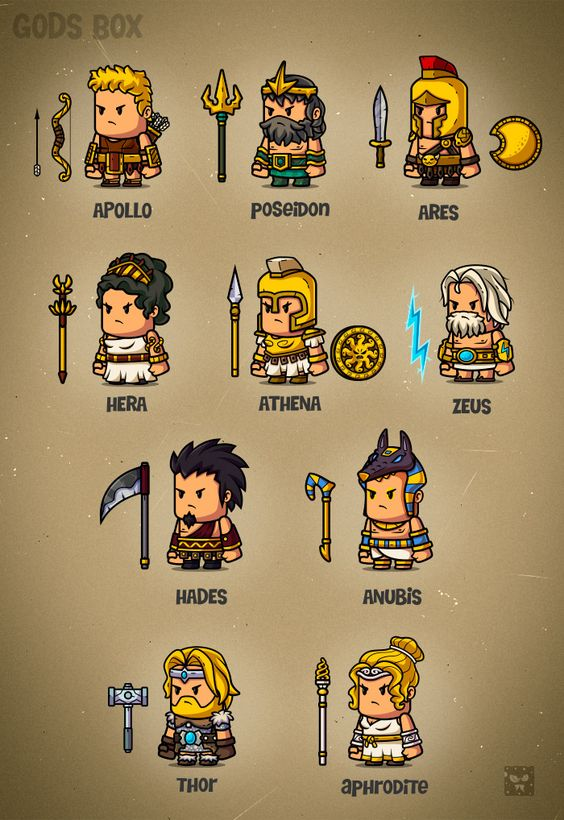 GODS BOX
APOLLO
POSEIDON
ARES
HERA
ATHENA
ZEUS
HADES
ANUBIS
THOR
APHRODITE